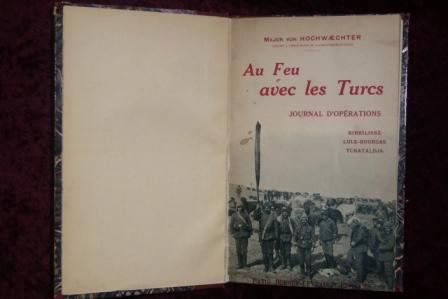 MAJOR VON HOCHWÆCHTER
Au Feu
avec les Turcs
JOURNAL D'OPÉRATIONS
KIRKILISSÉ
LULE-BOURGAS
TCHATALDJA